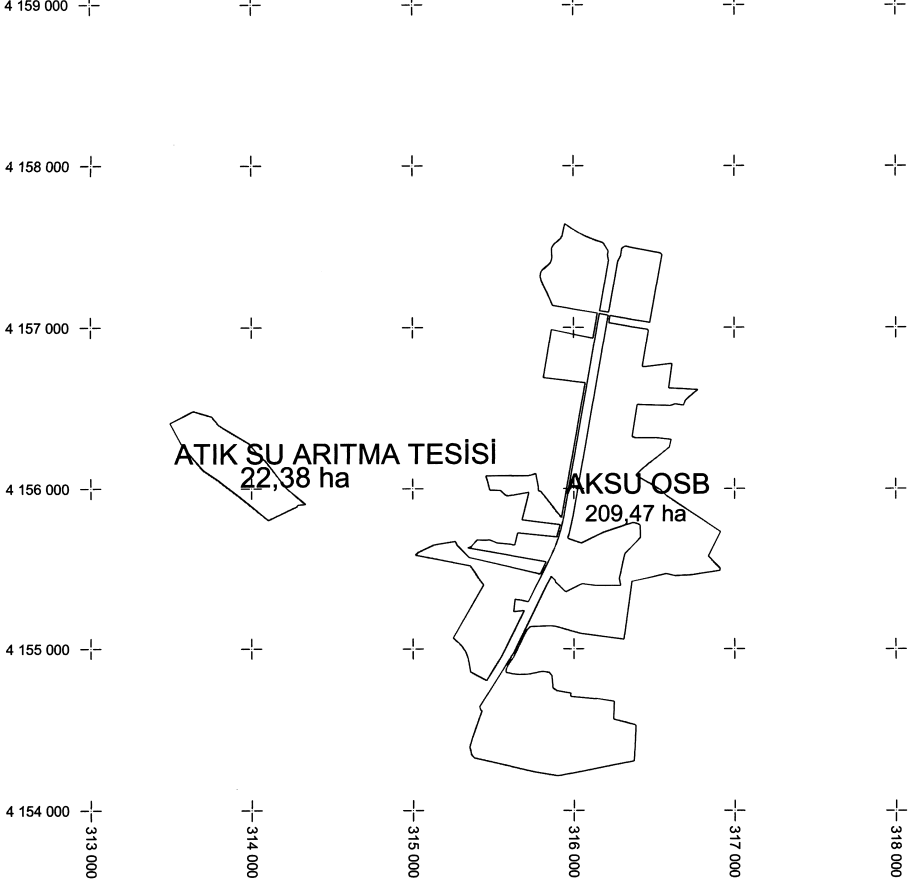 4 159 000
4 158 000
4 157 000
ATIK SU ARITMA TESİSİ
22,38 ha
4 156 000
AKSU OSB
209,47 ha
4 155 000
4 154 000
313 000
314 000
315 000
316 000
317 000
318 000